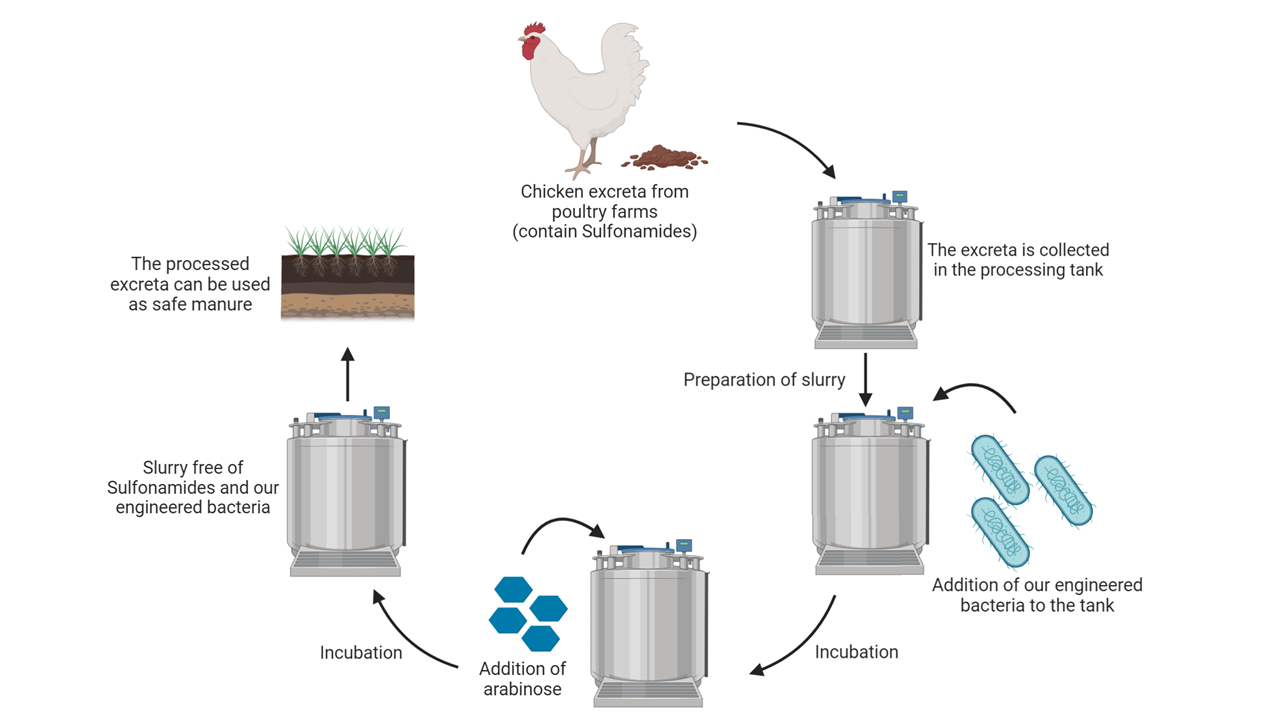 Chicken excreta from
poultry farms
(contain Sulfonamides)
The excreta is collected
in the processing tank
Preparation of slurry
Addition of our engineered
bacteria to the tank
Incubation
Addition of
arabinose
Incubation
Slurry free of
Sulfonamides and our
engineered bacteria
The processed
excreta can be used
as safe manure